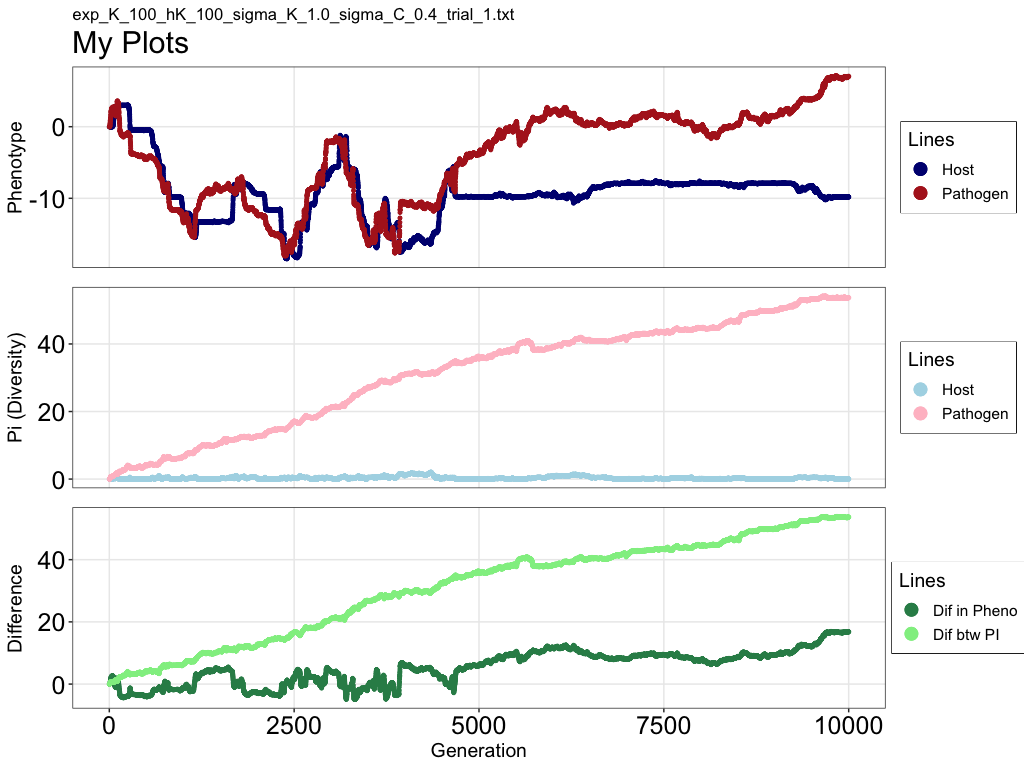 exp_K_100_hK_100_sigma_K_1.0_sigma_C_0.4_trial_1.txt
My Plots
Phenotype
0
-10
Lines
Host
Pathogen
Pi (Diversity)
40
20
0
Lines
Host
Pathogen
Difference
40
20
0
Lines
Dif in Pheno
Dif btw PI
0 2500 5000 7500 10000
Generation